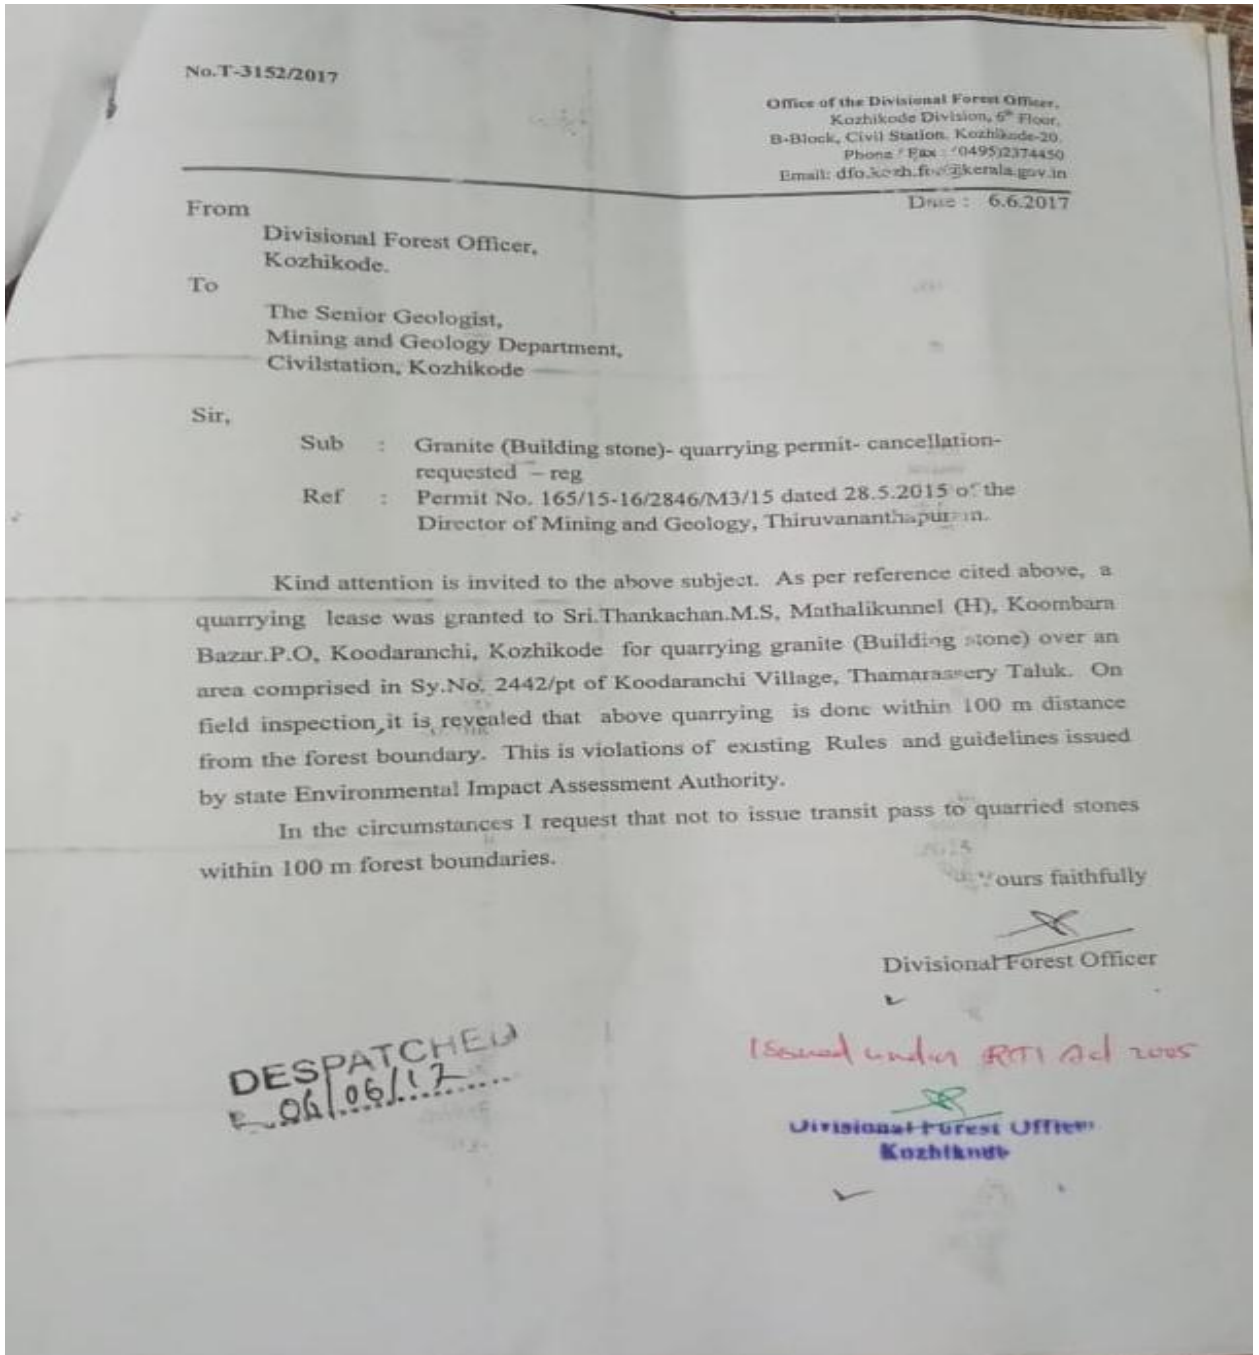 No.T-3152/2017
Office of the Divisional Forest Officer,
Kozhikode Division, 6th Floor,
B-Block, Civil Station, Kozhikode-20.
Phone / Fax : (0495)2374450
Email: @kerala.gov.in
Date : 6.6.2017
From
Divisional Forest Officer,
Kozhikode.
To
The Senior Geologist,
Mining and Geology Department,
Civilstation, Kozhikode
Sir,
Sub : Granite (Building stone)- quarrying permit- cancellation-
requested – reg
Ref : Permit No. 165/15-16/2846/M3/15 dated 28.5.2015 of the
Director of Mining and Geology, Thiruvananthapuram.
Kind attention is invited to the above subject. As per reference cited above, a
quarrying lease was granted to Sri.Thankachan.M.S, Mathalikunnel (H), Koombara
Bazar.P.O, Koodaranchi, Kozhikode for quarrying granite (Building stone) over an
area comprised in Sy.No. 2442/pt of Koodaranchi Village, Thamarassery Taluk. On
field inspection, it is revealed that above quarrying is done within 100 m distance
from the forest boundary. This is violations of existing Rules and guidelines issued
by state Environmental Impact Assessment Authority.
In the circumstances I request that not to issue transit pass to quarried stones
within 100 m forest boundaries.
Yours faithfully
Divisional Forest Officer
DESPATCHED
06/06/17
Issued under RTI Act 2005
Divisional Forest Officer
Kozhikode